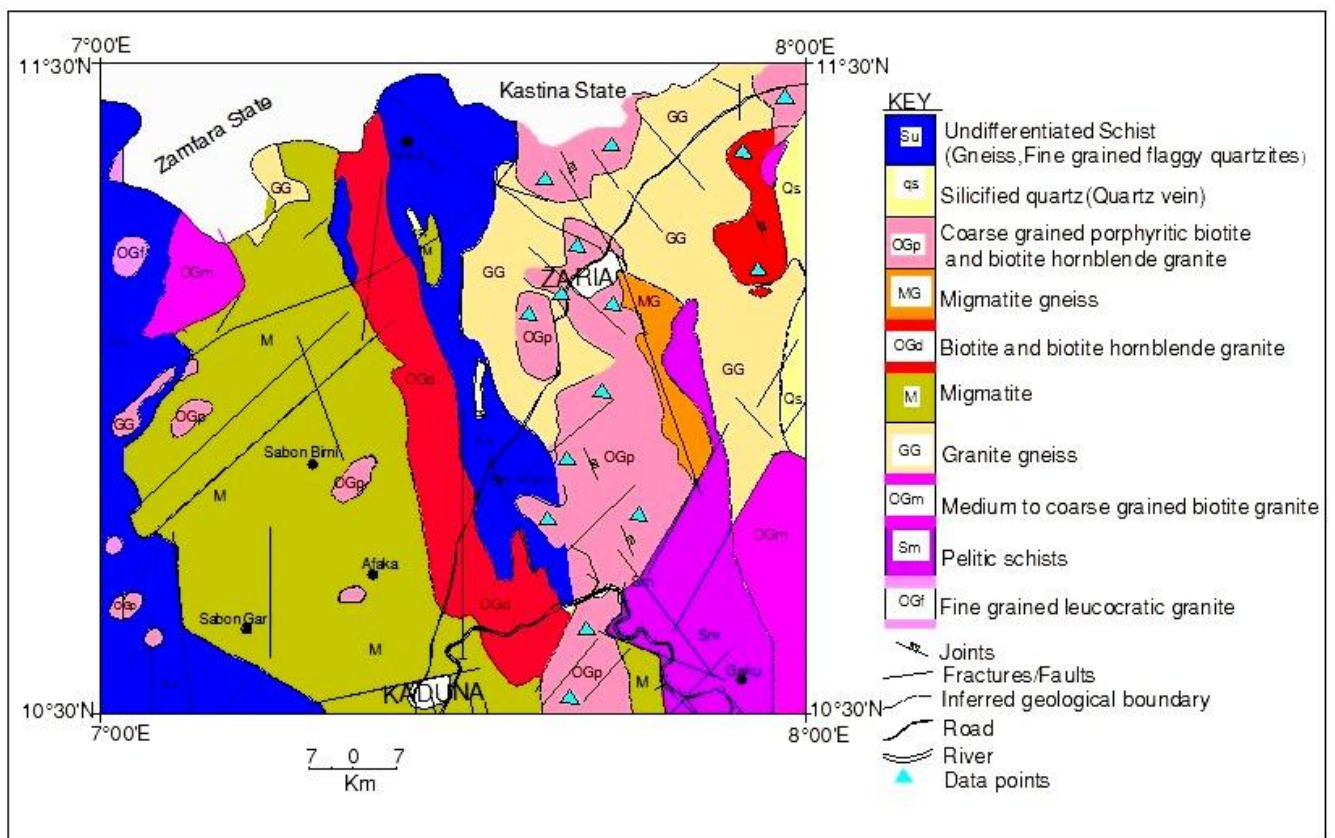 7°00'E
8°00'E
11°30'N
11°30'N
Kastina State
Zamfara State
GG
GG
Qs
OGf
OGm
M
GG
GG
ZARIA
MG
OGp
M
OGd
GG
Qs
GG
OGp
Sabon Birni
OGp
OGp
M
OGm
Afaka
OGp
OGd
Sabon Gar
Sm
M
OGp
M
KADUNA
10°30'N
10°30'N
7°00'E
8°00'E
7 0 7
Km
KEY
Su
Undifferentiated Schist
(Gneiss,Fine grained flaggy quartzites)
qs
Silicified quartz(Quartz vein)
OGp
Coarse grained porphyritic biotite
and biotite hornblende granite
MG
Migmatite gneiss
OGd
Biotite and biotite hornblende granite
M
Migmatite
GG
Granite gneiss
OGm
Medium to coarse grained biotite granite
Sm
Pelitic schists
OGf
Fine grained leucocratic granite
Joints
Fractures/Faults
Inferred geological boundary
Road
River
Data points